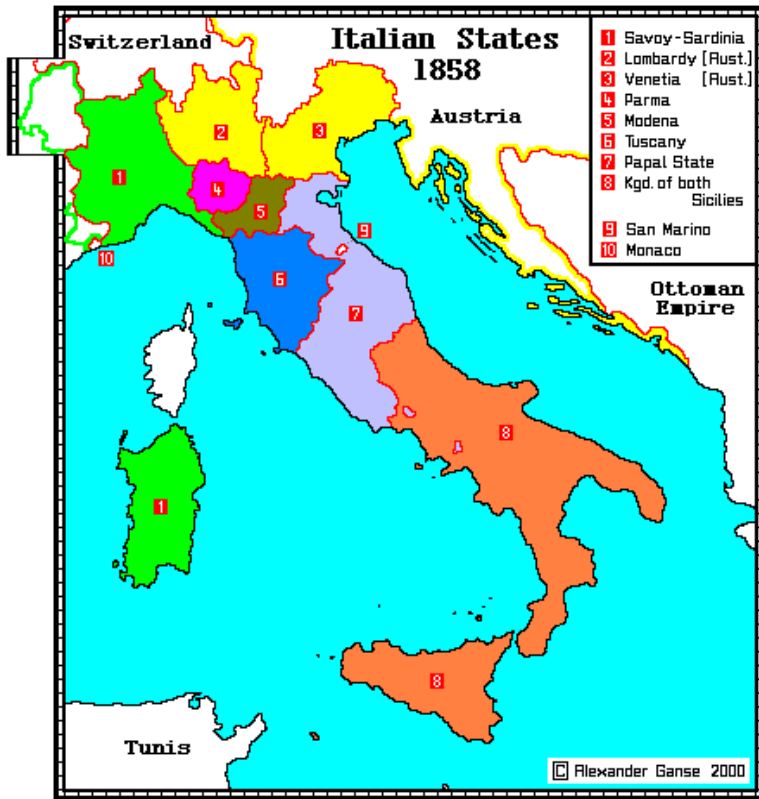 Switzerland
Italian States
1858
Austria
Ottoman
Empire
Tunis
1 Savoy-Sardinia
2 Lombardy [Aust.]
3 Venetia [Aust.]
4 Parma
5 Modena
6 Tuscany
7 Papal State
8 Kgd. of both
Sicilies
9 San Marino
10 Monaco
2
3
1
4
5
9
10
6
7
8
1
8
C Alexander Ganse 2000